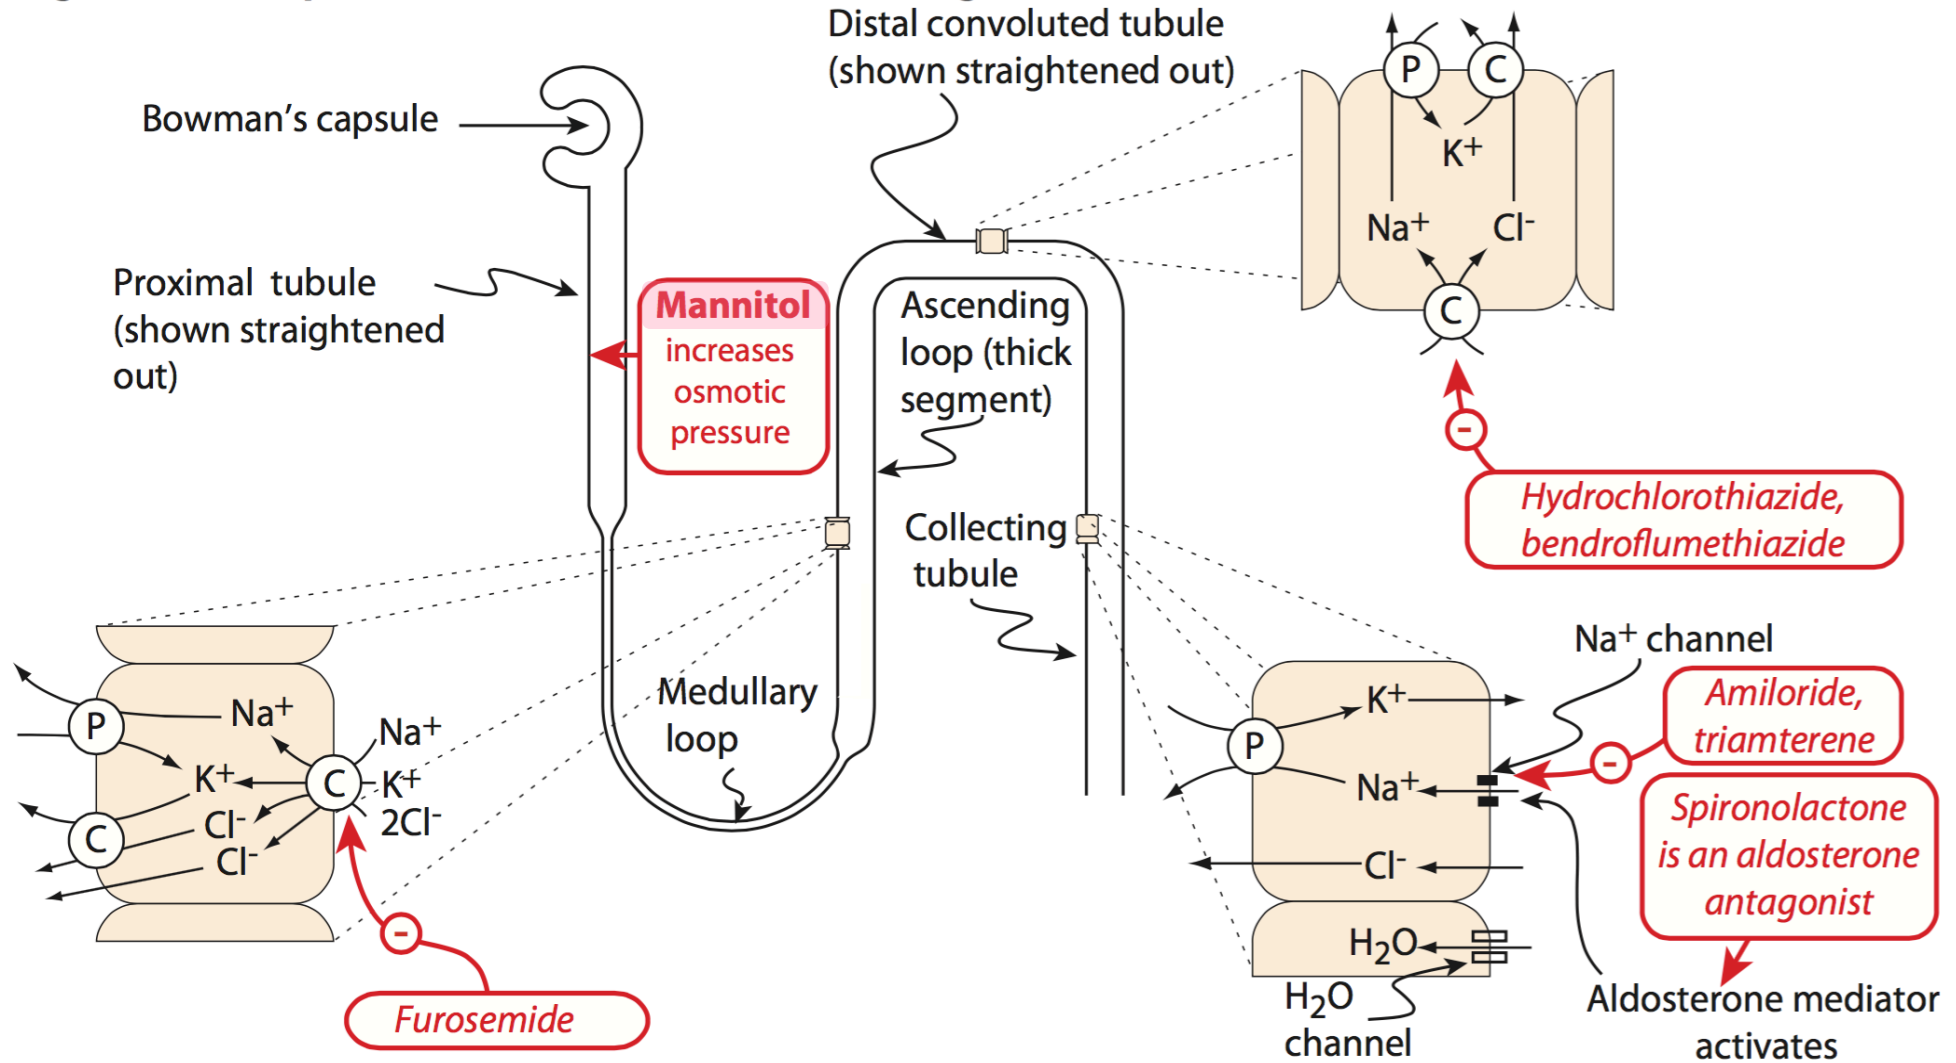 Distal convoluted tubule
(shown straightened out)
Bowman’s capsule
Proximal tubule
(shown straightened
out)
Mannitol
increases
osmotic
pressure
Ascending
loop (thick
segment)
Collecting
tubule
Medullary
loop
P
C
K+
Na+
Cl-
C
-
Hydrochlorothiazide,
bendroflumethiazide
P
Na+
K+
Cl-
Cl-
C
C
Na+
K+
2Cl-
-
Furosemide
Na+ channel
Amiloride,
triamterene
-
Spironolactone
is an aldosterone
antagonist
P
K+
Na+
Cl-
H2O
H2O
channel
Aldosterone mediator
activates